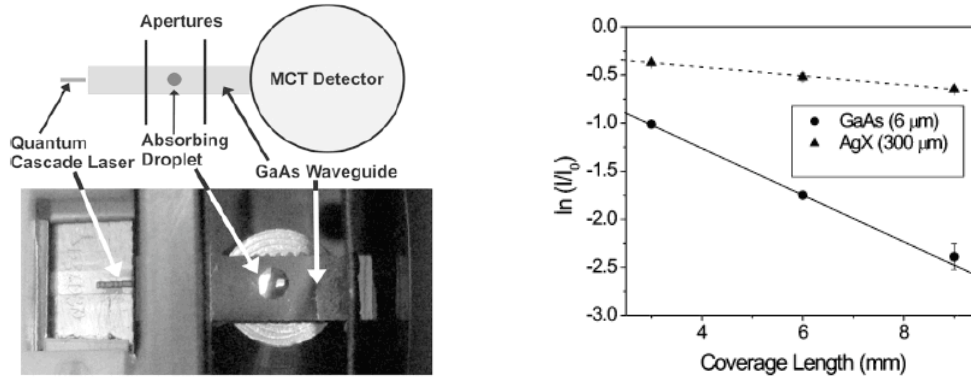 Apertures
MCT Detector
Quantum
Cascade Laser
Absorbing
Droplet
GaAs Waveguide
ln (I/I₀)
-0.0
-0.5
-1.0
-1.5
-2.0
-2.5
-3.0
GaAs (6 μm)
AgX (300 μm)
4
6
8
Coverage Length (mm)